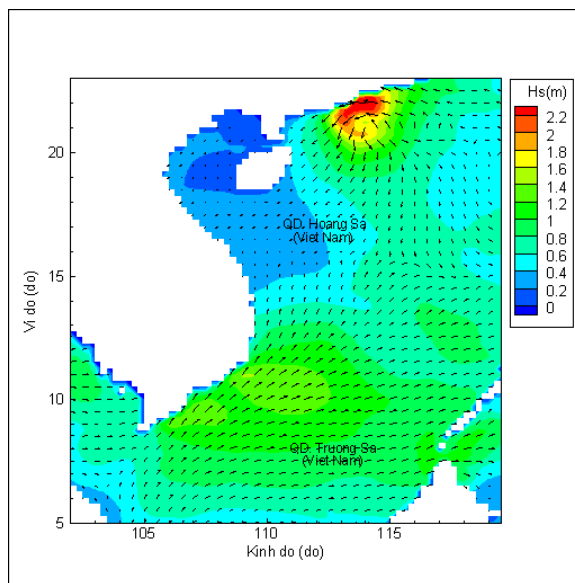 Hs(m)
2.2
2
1.8
1.6
1.4
1.2
1
0.8
0.6
0.4
0.2
0
20
15
10
5
Vi do (do)
QD. Hoang Sa
(Viet Nam)
QD. Truong Sa
(Viet Nam)
105
110
115
Kinh do (do)